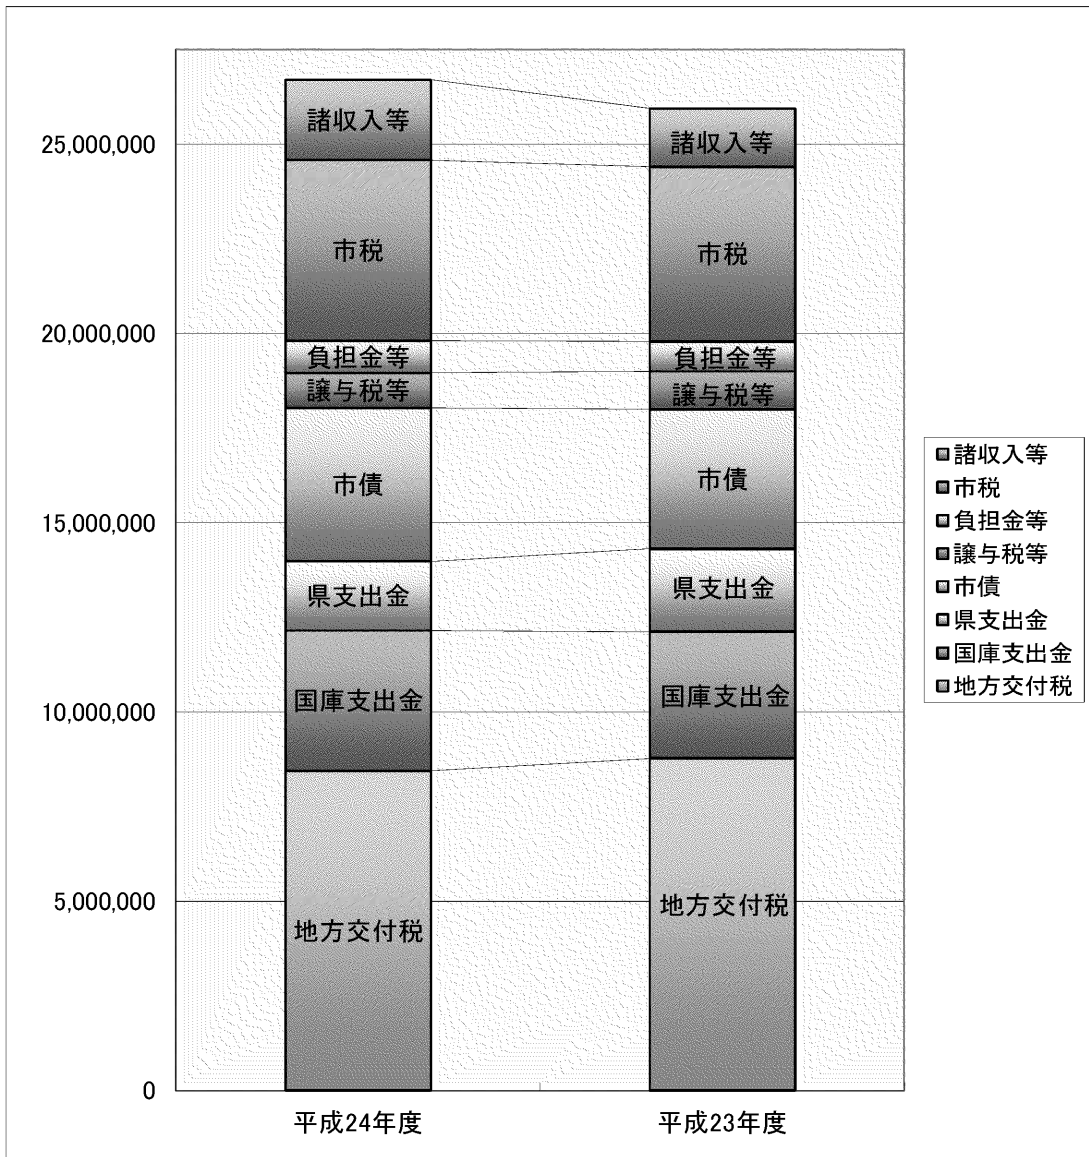 25,000,000
20,000,000
15,000,000
10,000,000
5,000,000
0
諸収入等
市税
負担金等
譲与税等
市債
県支出金
国庫支出金
地方交付税
諸収入等
市税
負担金等
譲与税等
市債
県支出金
国庫支出金
地方交付税
平成24年度
平成23年度
諸収入等
市税
負担金等
譲与税等
市債
県支出金
国庫支出金
地方交付税